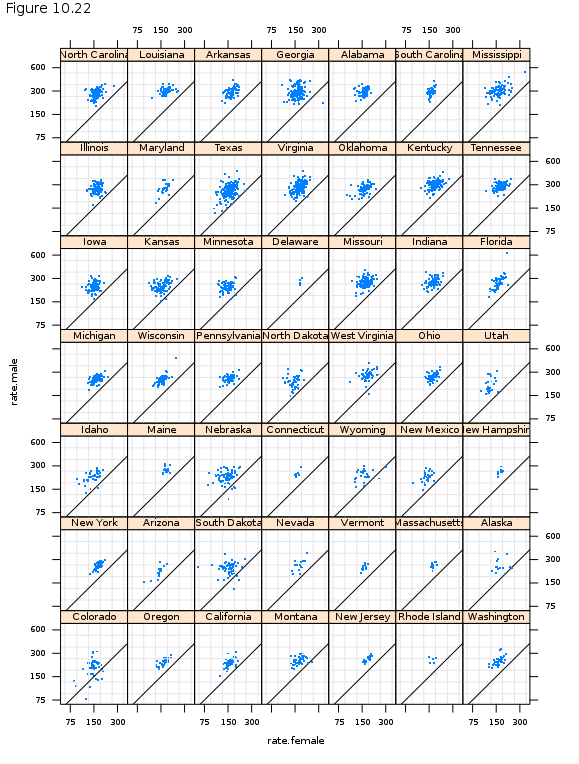 Figure 10.22
75 150 300 75 150 300 75 150 300
North Carolina Louisiana Arkansas Georgia Alabama South Carolina Mississippi
600
300
150
75
Illinois Maryland Texas Virginia Oklahoma Kentucky Tennessee
600
300
150
75
Iowa Kansas Minnesota Delaware Missouri Indiana Florida
600
300
150
75
Michigan Wisconsin Pennsylvania North Dakota West Virginia Ohio Utah
600
300
150
75
Idaho Maine Nebraska Connecticut Wyoming New Mexico New Hampshir
600
300
150
75
New York Arizona South Dakota Nevada Vermont Massachusetts Alaska
600
300
150
75
Colorado Oregon California Montana New Jersey Rhode Island Washington
600
300
150
75
75 150 300 75 150 300 75 150 300 75 150 300
rate.male
rate.female